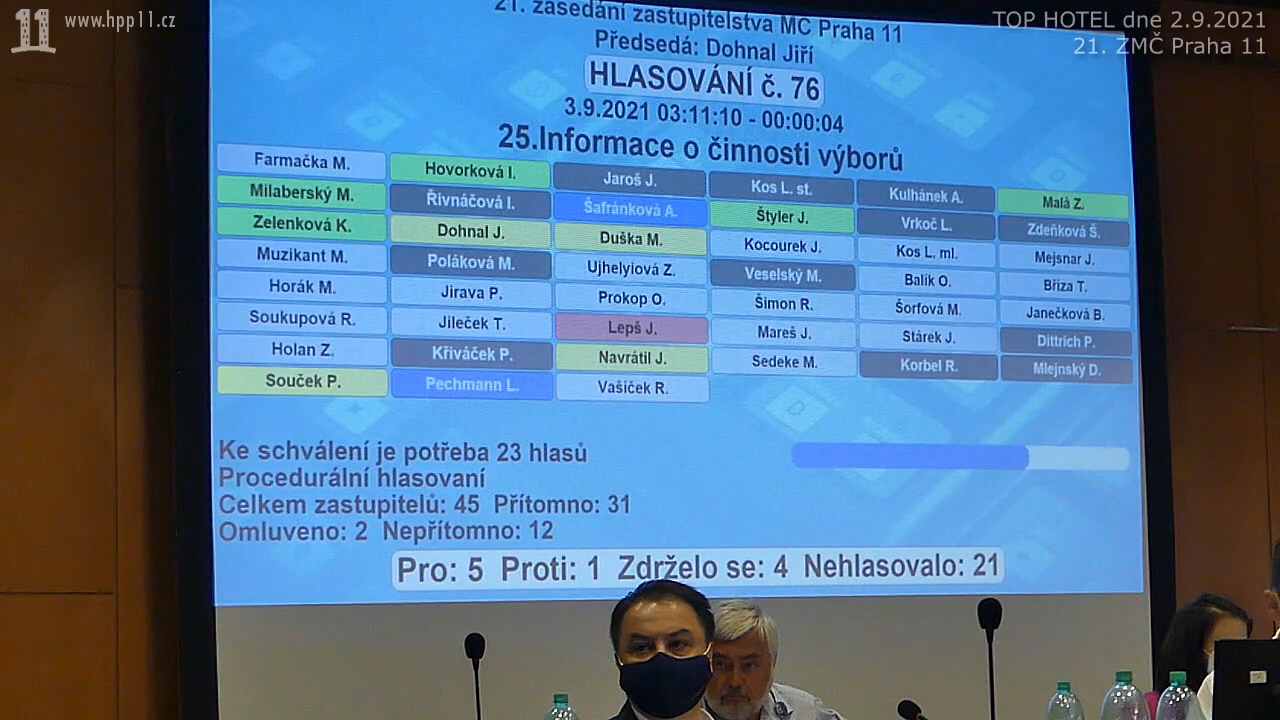 11 www.hpp11.cz
TOP HOTEL dne 2.9.2021
21. ZMČ Praha 11
21. zasedání zastupitelstva MČ Praha 11
Předsedá: Dohnal Jiří
HLASOVÁNÍ č. 76
3.9.2021 03:11:10 - 00:00:04
25.Informace o činnosti výborů
Farmačka M. Hovorková I. Jaroš J. Kos L. st. Kulhánek A. Malá Z.
Milaberský M. Řivnáčová I. Šafránková A. Štyler J. Vrkoč L. Zdeňková Š.
Zelenková K. Dohnal J. Duška M. Kocourek J. Kos L. ml. Mejsnar J.
Muzikant M. Poláková M. Ujhelyiová Z. Veselský M. Balík O. Bříza T.
Horák M. Jirava P. Prokop O. Šimon R. Šorfová M. Janečková B.
Soukupová R. Jileček T. Lepš J. Mareš J. Stárek J. Dittrich P.
Holan Z. Křiváček P. Navrátil J. Sedeke M. Korbel R. Mlejnský D.
Souček P. Pechmann L. Vašíček R.
Ke schválení je potřeba 23 hlasů
Procedurální hlasovaní
Celkem zastupitelů: 45 Přítomno: 31
Omluveno: 2 Nepřítomno: 12
Pro: 5 Proti: 1 Zdrželo se: 4 Nehlasovalo: 21